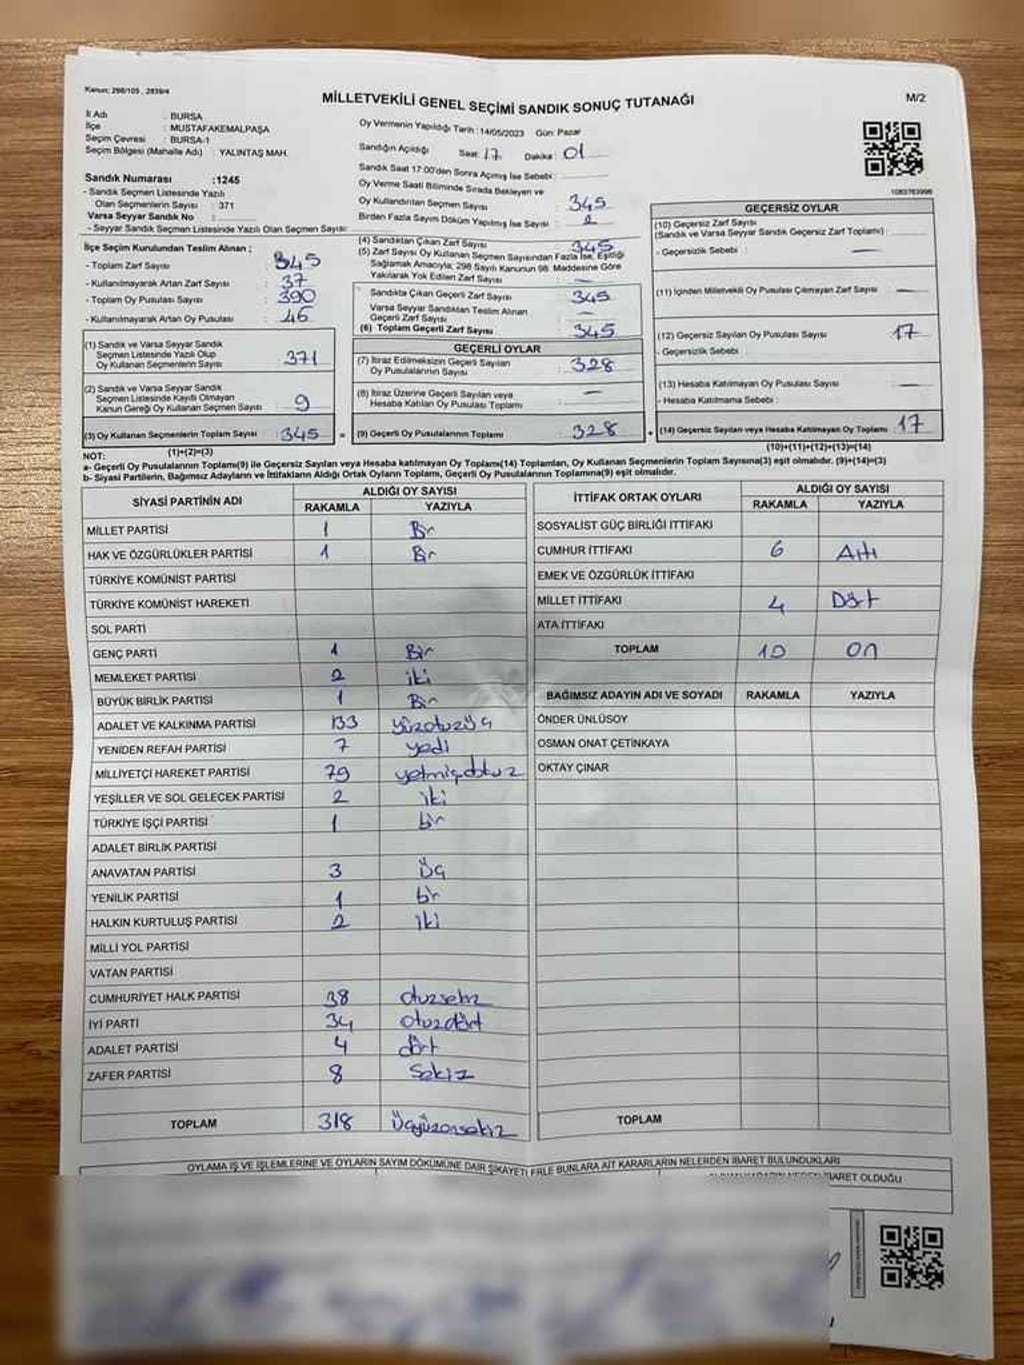 Kanun: 298/105 , 2839/4
MİLLETVEKİLİ GENEL SEÇİMİ SANDIK SONUÇ TUTANAĞI
M/2
İl Adı : BURSA
İlçe : MUSTAFAKEMALPAŞA
Seçim Çevresi : BURSA-1
Seçim Bölgesi (Mahalle Adı) : YALINTAŞ MAH.
Oy Vermenin Yapıldığı Tarih : 14/05/2023 Gün: Pazar
Sandığın Açıldığı Saat: 17 Dakika : 01
Sandık Saat 17:00'den Sonra Açılmış İse Sebebi :
Oy Verme Saati Bitiminde Sırada Bekleyen ve
Oy Kullandırılan Seçmen Sayısı : 345
Birden Fazla Sayım Döküm Yapılmış İse Sayısı : 2
1083763996
Sandık Numarası :1245
- Sandık Seçmen Listesinde Yazılı
Olan Seçmenlerin Sayısı : 371
Varsa Seyyar Sandık No :
- Seyyar Sandık Seçmen Listesinde Yazılı Olan Seçmen Sayısı:
İlçe Seçim Kurulundan Teslim Alınan ;
- Toplam Zarf Sayısı : 345
- Kullanılmayarak Artan Zarf Sayısı : 37
- Toplam Oy Pusulası Sayısı : 390
- Kullanılmayarak Artan Oy Pusulası : 46
(1) Sandık ve Varsa Seyyar Sandık
Seçmen Listesinde Yazılı Olup
Oy Kullanan Seçmenlerin Sayısı : 371
(2) Sandık ve Varsa Seyyar Sandık
Seçmen Listesinde Kayıtlı Olmayan
Kanun Gereği Oy Kullanan Seçmen Sayısı : 9
(3) Oy Kullanan Seçmenlerin Toplam Sayısı : 345
(1)+(2)=(3)
(4) Sandıktan Çıkan Zarf Sayısı : 345
(5) Zarf Sayısı Oy Kullanan Seçmen Sayısından Fazla İse, Eşitliği
Sağlamak Amacıyla, 298 Sayılı Kanunun 98. Maddesine Göre
Yakılarak Yok Edilen Zarf Sayısı :
Sandıkta Çıkan Geçerli Zarf Sayısı : 345
Varsa Seyyar Sandıktan Teslim Alınan
Geçerli Zarf Sayısı : —
(6) Toplam Geçerli Zarf Sayısı : 345
GEÇERLİ OYLAR
(7) İtiraz Edilmeksizin Geçerli Sayılan
Oy Pusulalarının Sayısı : 328
(8) İtiraz Üzerine Geçerli Sayılan veya
Hesaba Katılan Oy Pusulası Toplamı : —
= (9) Geçerli Oy Pusulalarının Toplamı : 328
GEÇERSİZ OYLAR
(10) Geçersiz Zarf Sayısı
(Sandık ve Varsa Seyyar Sandık Geçersiz Zarf Toplamı) :
- Geçersizlik Sebebi : —
(11) İçinden Milletvekili Oy Pusulası Çıkmayan Zarf Sayısı : —
(12) Geçersiz Sayılan Oy Pusulası Sayısı : 17
- Geçersizlik Sebebi :
(13) Hesaba Katılmayan Oy Pusulası Sayısı : —
- Hesaba Katılmama Sebebi :
+ (14) Geçersiz Sayılan veya Hesaba Katılmayan Oy Toplamı : 17
(10)+(11)+(12)+(13)=(14)
NOT:
a- Geçerli Oy Pusulalarının Toplamı(9) ile Geçersiz Sayılan veya Hesaba katılmayan Oy Toplamı(14) Toplamları, Oy Kullanan Seçmenlerin Toplam Sayısına(3) eşit olmalıdır. (9)+(14)=(3)
b- Siyasi Partilerin, Bağımsız Adayların ve İttifakların Aldığı Ortak Oyların Toplamı, Geçerli Oy Pusulalarının Toplamına(9) eşit olmalıdır.
SİYASİ PARTİNİN ADI ALDIĞI OY SAYISI
RAKAMLA YAZIYLA
MİLLET PARTİSİ 1 Bir
HAK VE ÖZGÜRLÜKLER PARTİSİ 1 Bir
TÜRKİYE KOMÜNİST PARTİSİ
TÜRKİYE KOMÜNİST HAREKETİ
SOL PARTİ
GENÇ PARTİ 1 Bir
MEMLEKET PARTİSİ 2 iki
BÜYÜK BİRLİK PARTİSİ 1 Bir
ADALET VE KALKINMA PARTİSİ 133 yüzotuzüç
YENİDEN REFAH PARTİSİ 7 yedi
MİLLİYETÇİ HAREKET PARTİSİ 79 yetmişdokuz
YEŞİLLER VE SOL GELECEK PARTİSİ 2 iki
TÜRKİYE İŞÇİ PARTİSİ 1 bir
ADALET BİRLİK PARTİSİ
ANAVATAN PARTİSİ 3 Üç
YENİLİK PARTİSİ 1 bir
HALKIN KURTULUŞ PARTİSİ 2 iki
MİLLİ YOL PARTİSİ
VATAN PARTİSİ
CUMHURİYET HALK PARTİSİ 38 otuzsekiz
İYİ PARTİ 34 otuzdört
ADALET PARTİSİ 4 dört
ZAFER PARTİSİ 8 Sekiz
TOPLAM 318 Üçyüzonsekiz
İTTİFAK ORTAK OYLARI ALDIĞI OY SAYISI
RAKAMLA YAZIYLA
SOSYALİST GÜÇ BİRLİĞİ İTTİFAKI
CUMHUR İTTİFAKI 6 Altı
EMEK VE ÖZGÜRLÜK İTTİFAKI
MİLLET İTTİFAKI 4 Dört
ATA İTTİFAKI
TOPLAM 10 on
BAĞIMSIZ ADAYIN ADI VE SOYADI RAKAMLA YAZIYLA
ÖNDER ÜNLÜSOY
OSMAN ONAT ÇETİNKAYA
OKTAY ÇINAR
TOPLAM
OYLAMA İŞ VE İŞLEMLERİNE VE OYLARIN SAYIM DÖKÜMÜNE DAİR ŞİKAYETLERLE BUNLARA AİT KARARLARIN NELERDEN İBARET BULUNDUKLARI
İBARET OLDUĞU